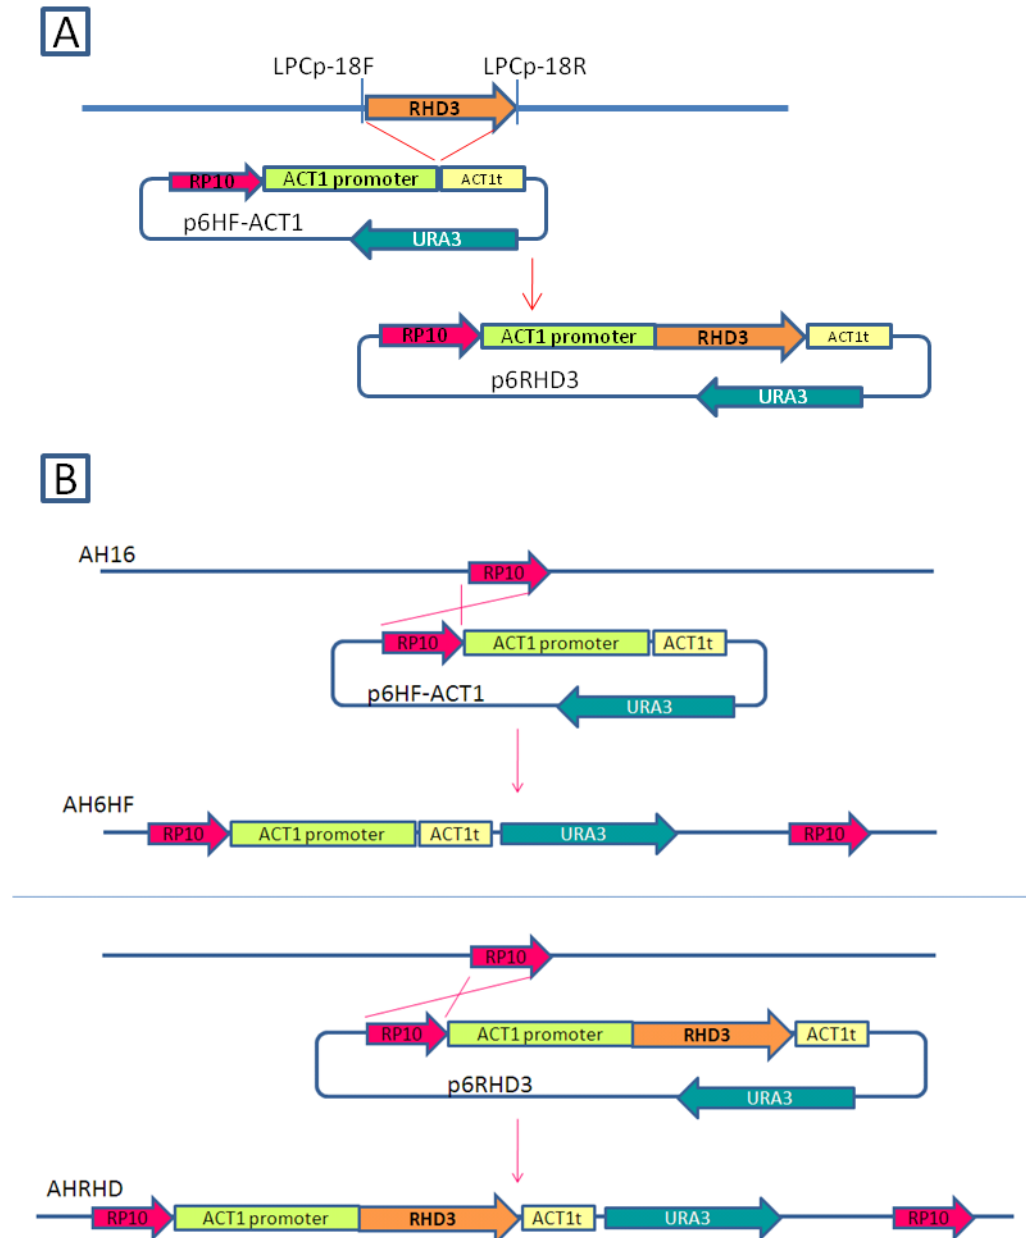 A
LPCp-18F LPCp-18R
RHD3
RP10 ACT1 promoter ACT1t
p6HF-ACT1 URA3
RP10 ACT1 promoter RHD3 ACT1t
p6RHD3
URA3
B
AH16
RP10
RP10 ACT1 promoter ACT1t
p6HF-ACT1 URA3
AH6HF
RP10 ACT1 promoter ACT1t URA3 RP10
RP10
RP10 ACT1 promoter RHD3 ACT1t
p6RHD3 URA3
AHRHD
RP10 ACT1 promoter RHD3 ACT1t URA3 RP10